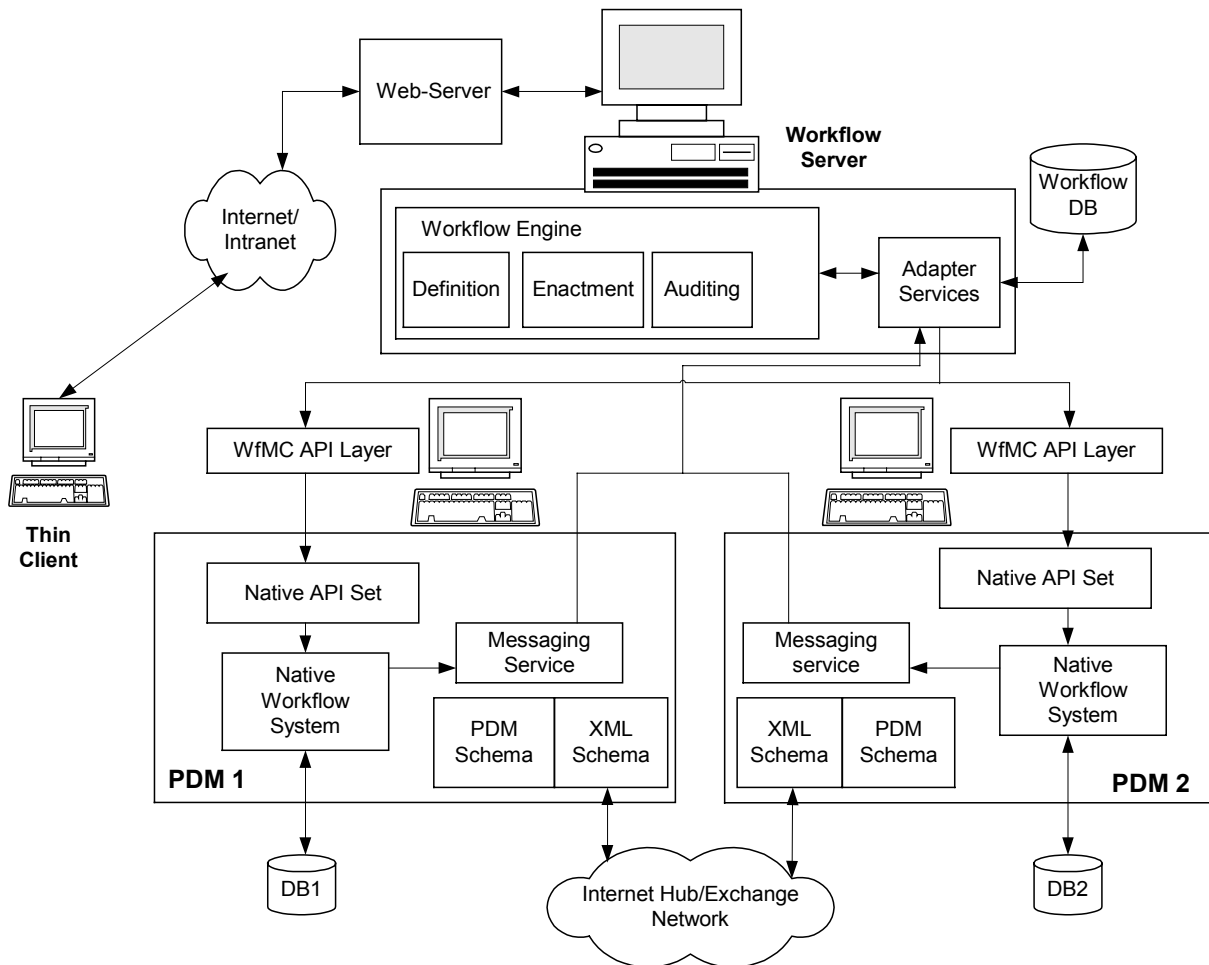 Web-Server
Workflow
Server
Workflow
DB
Internet/
Intranet
Workflow Engine
Definition
Enactment
Auditing
Adapter
Services
WfMC API Layer
WfMC API Layer
Thin
Client
Native API Set
Native API Set
Messaging
Service
Messaging
service
Native
Workflow
System
Native
Workflow
System
PDM
Schema
XML
Schema
XML
Schema
PDM
Schema
PDM 1
PDM 2
DB1
Internet Hub/Exchange
Network
DB2